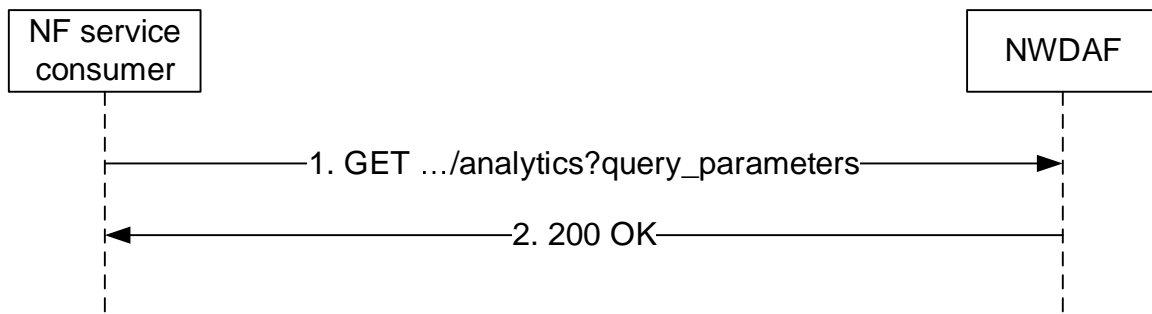 NF service
consumer
NWDAF
1. GET …/analytics?query_parameters
2. 200 OK